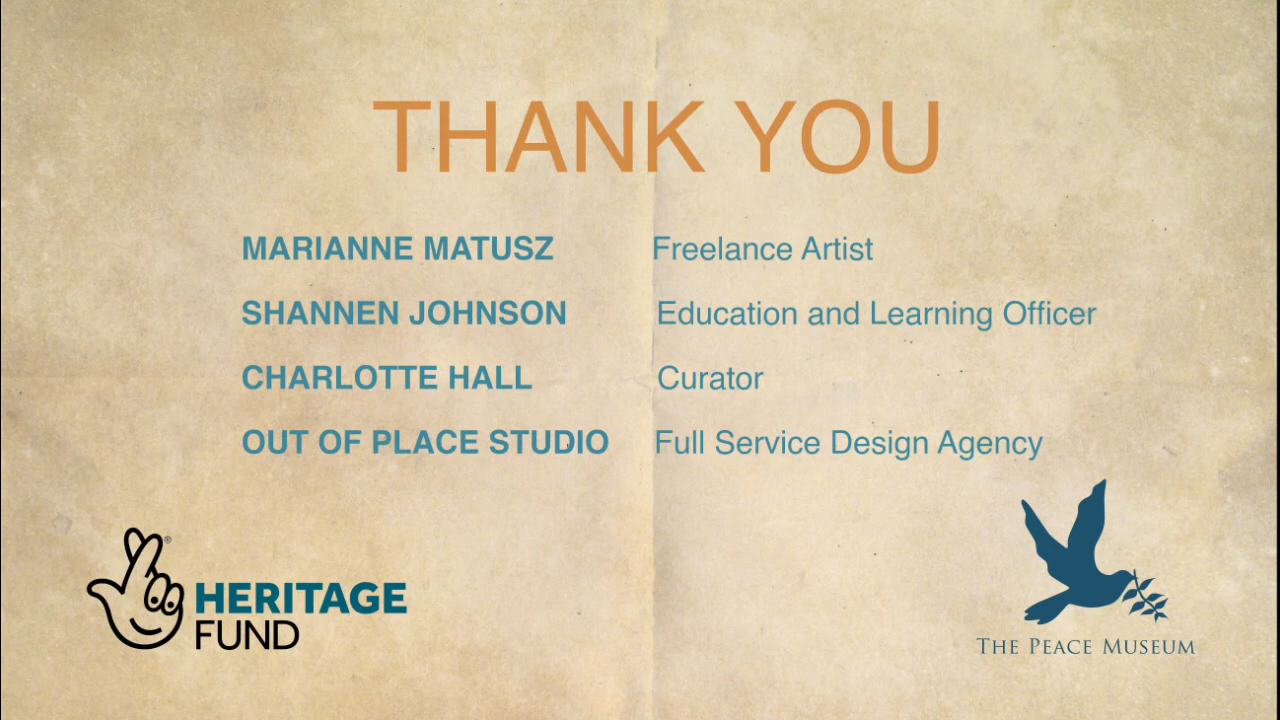 THANK YOU
MARIANNE MATUSZ Freelance Artist
SHANNEN JOHNSON Education and Learning Officer
CHARLOTTE HALL Curator
OUT OF PLACE STUDIO Full Service Design Agency
®
HERITAGE
FUND
THE PEACE MUSEUM